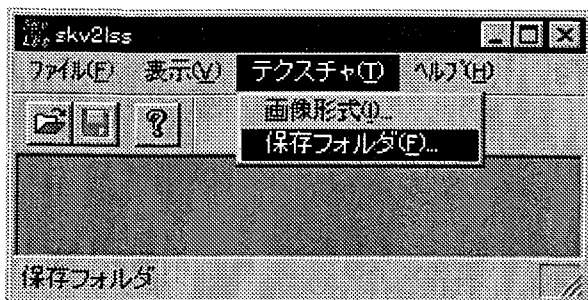 skv2lss
ファイル(F) 表示(V) テクスチャ(T) ヘルプ(H)
画像形式(I)...
保存フォルダ(F)...
保存フォルダ